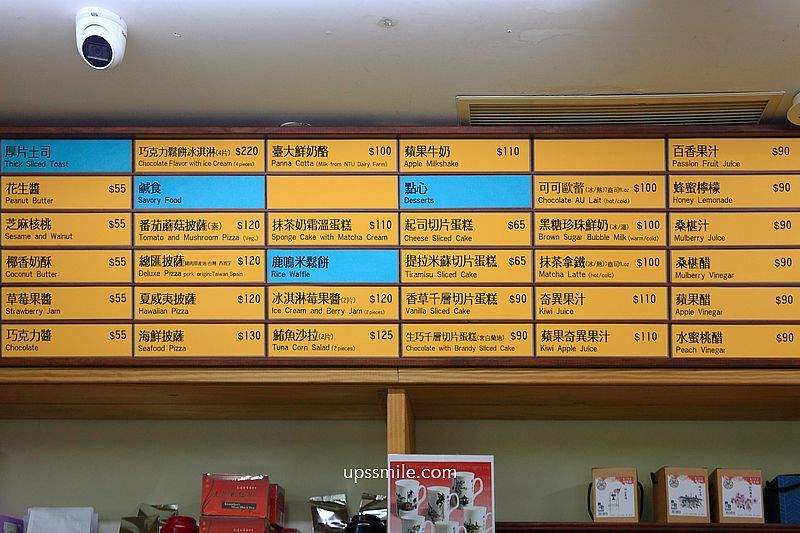 厚片土司
Thick Sliced Toast
花生醬 $55
Peanut Butter
芝麻核桃 $55
Sesame and Walnut
椰香奶酥 $55
Coconut Butter
草莓果醬 $55
Strawberry Jam
巧克力醬 $55
Chocolate
巧克力鬆餅冰淇淋(4片) $220
Chocolate Flavor with Ice Cream (4 pieces)
鹹食
Savory Food
番茄蘑菇披薩(素) $120
Tomato and Mushroom Pizza (Veg.)
總匯披薩 $120
Deluxe Pizza pork origin:Taiwan Spain
夏威夷披薩 $120
Hawaiian Pizza
海鮮披薩 $130
Seafood Pizza
臺大鮮奶酪 $100
Panna Cotta (Milk from NTU Dairy Farm)
抹茶奶霜溫蛋糕 $110
Sponge Cake with Matcha Cream
鹿鳴米鬆餅
Rice Waffle
冰淇淋莓果醬(2片) $120
Ice Cream and Berry Jam (2 pieces)
鮪魚沙拉(2片) $125
Tuna Corn Salad (2 pieces)
蘋果牛奶 $110
Apple Milkshake
點心
Desserts
起司切片蛋糕 $65
Cheese Sliced Cake
提拉米蘇切片蛋糕 $65
Tiramisu Sliced Cake
香草千層切片蛋糕 $90
Vanilla Sliced Cake
生巧千層切片蛋糕(含白蘭地) $90
Chocolate with Brandy Sliced Cake
可可歐蕾(冰/熱) $100
Chocolate AU Lait (hot/cold)
黑糖珍珠鮮奶(冰/溫) $100
Brown Sugar Bubble Milk (warm/cold)
抹茶拿鐵(冰/熱) $100
Matcha Latte (hot/cold)
奇異果汁 $110
Kiwi Juice
蘋果奇異果汁 $110
Kiwi Apple Juice
百香果汁 $90
Passion Fruit Juice
蜂蜜檸檬 $90
Honey Lemonade
桑椹汁 $90
Mulberry Juice
桑椹醋 $90
Mulberry Vinegar
蘋果醋 $90
Apple Vinegar
水蜜桃醋 $90
Peach Vinegar
upssmile.com